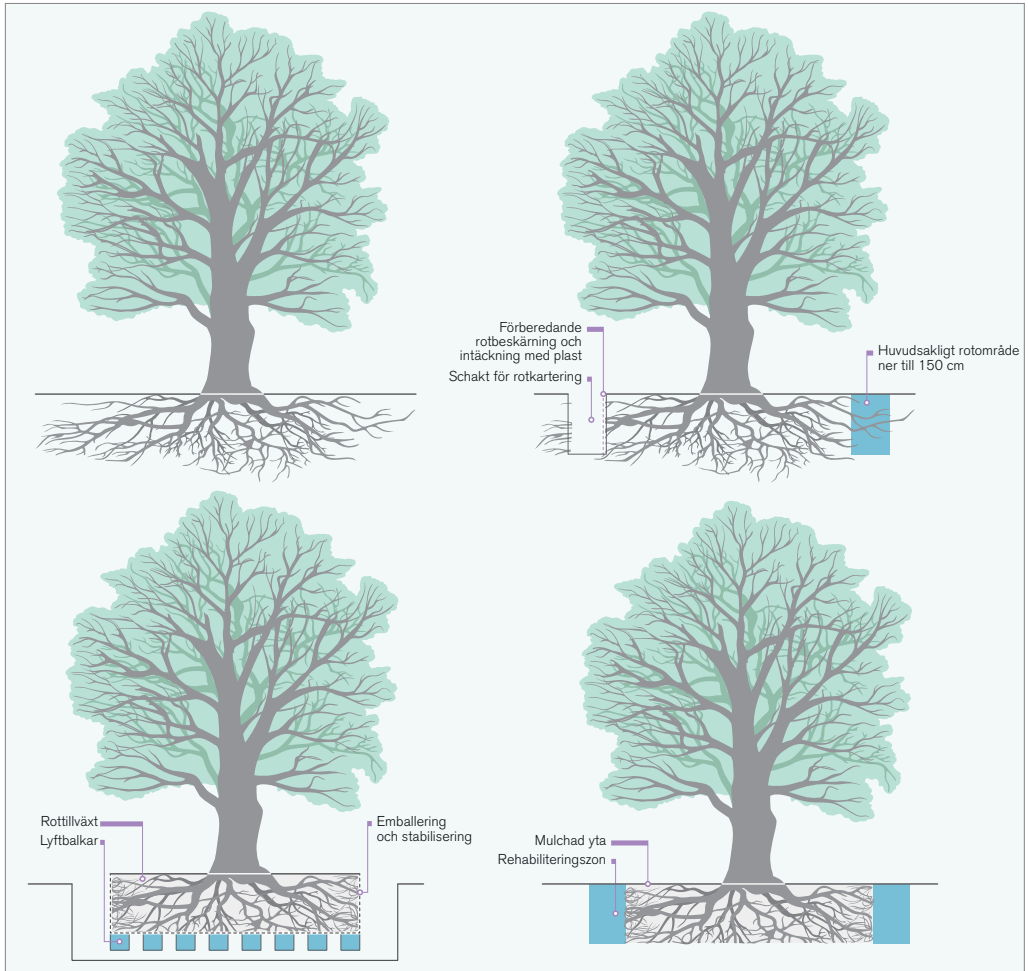 Förberedande
rotbeskärning och
intäckning med plast
Schakt för rotkartering
Huvudsakligt rotområde
ner till 150 cm
Rottillväxt
Lyftbalkar
Emballering
och stabilisering
Mulchad yta
Rehabiliteringszon